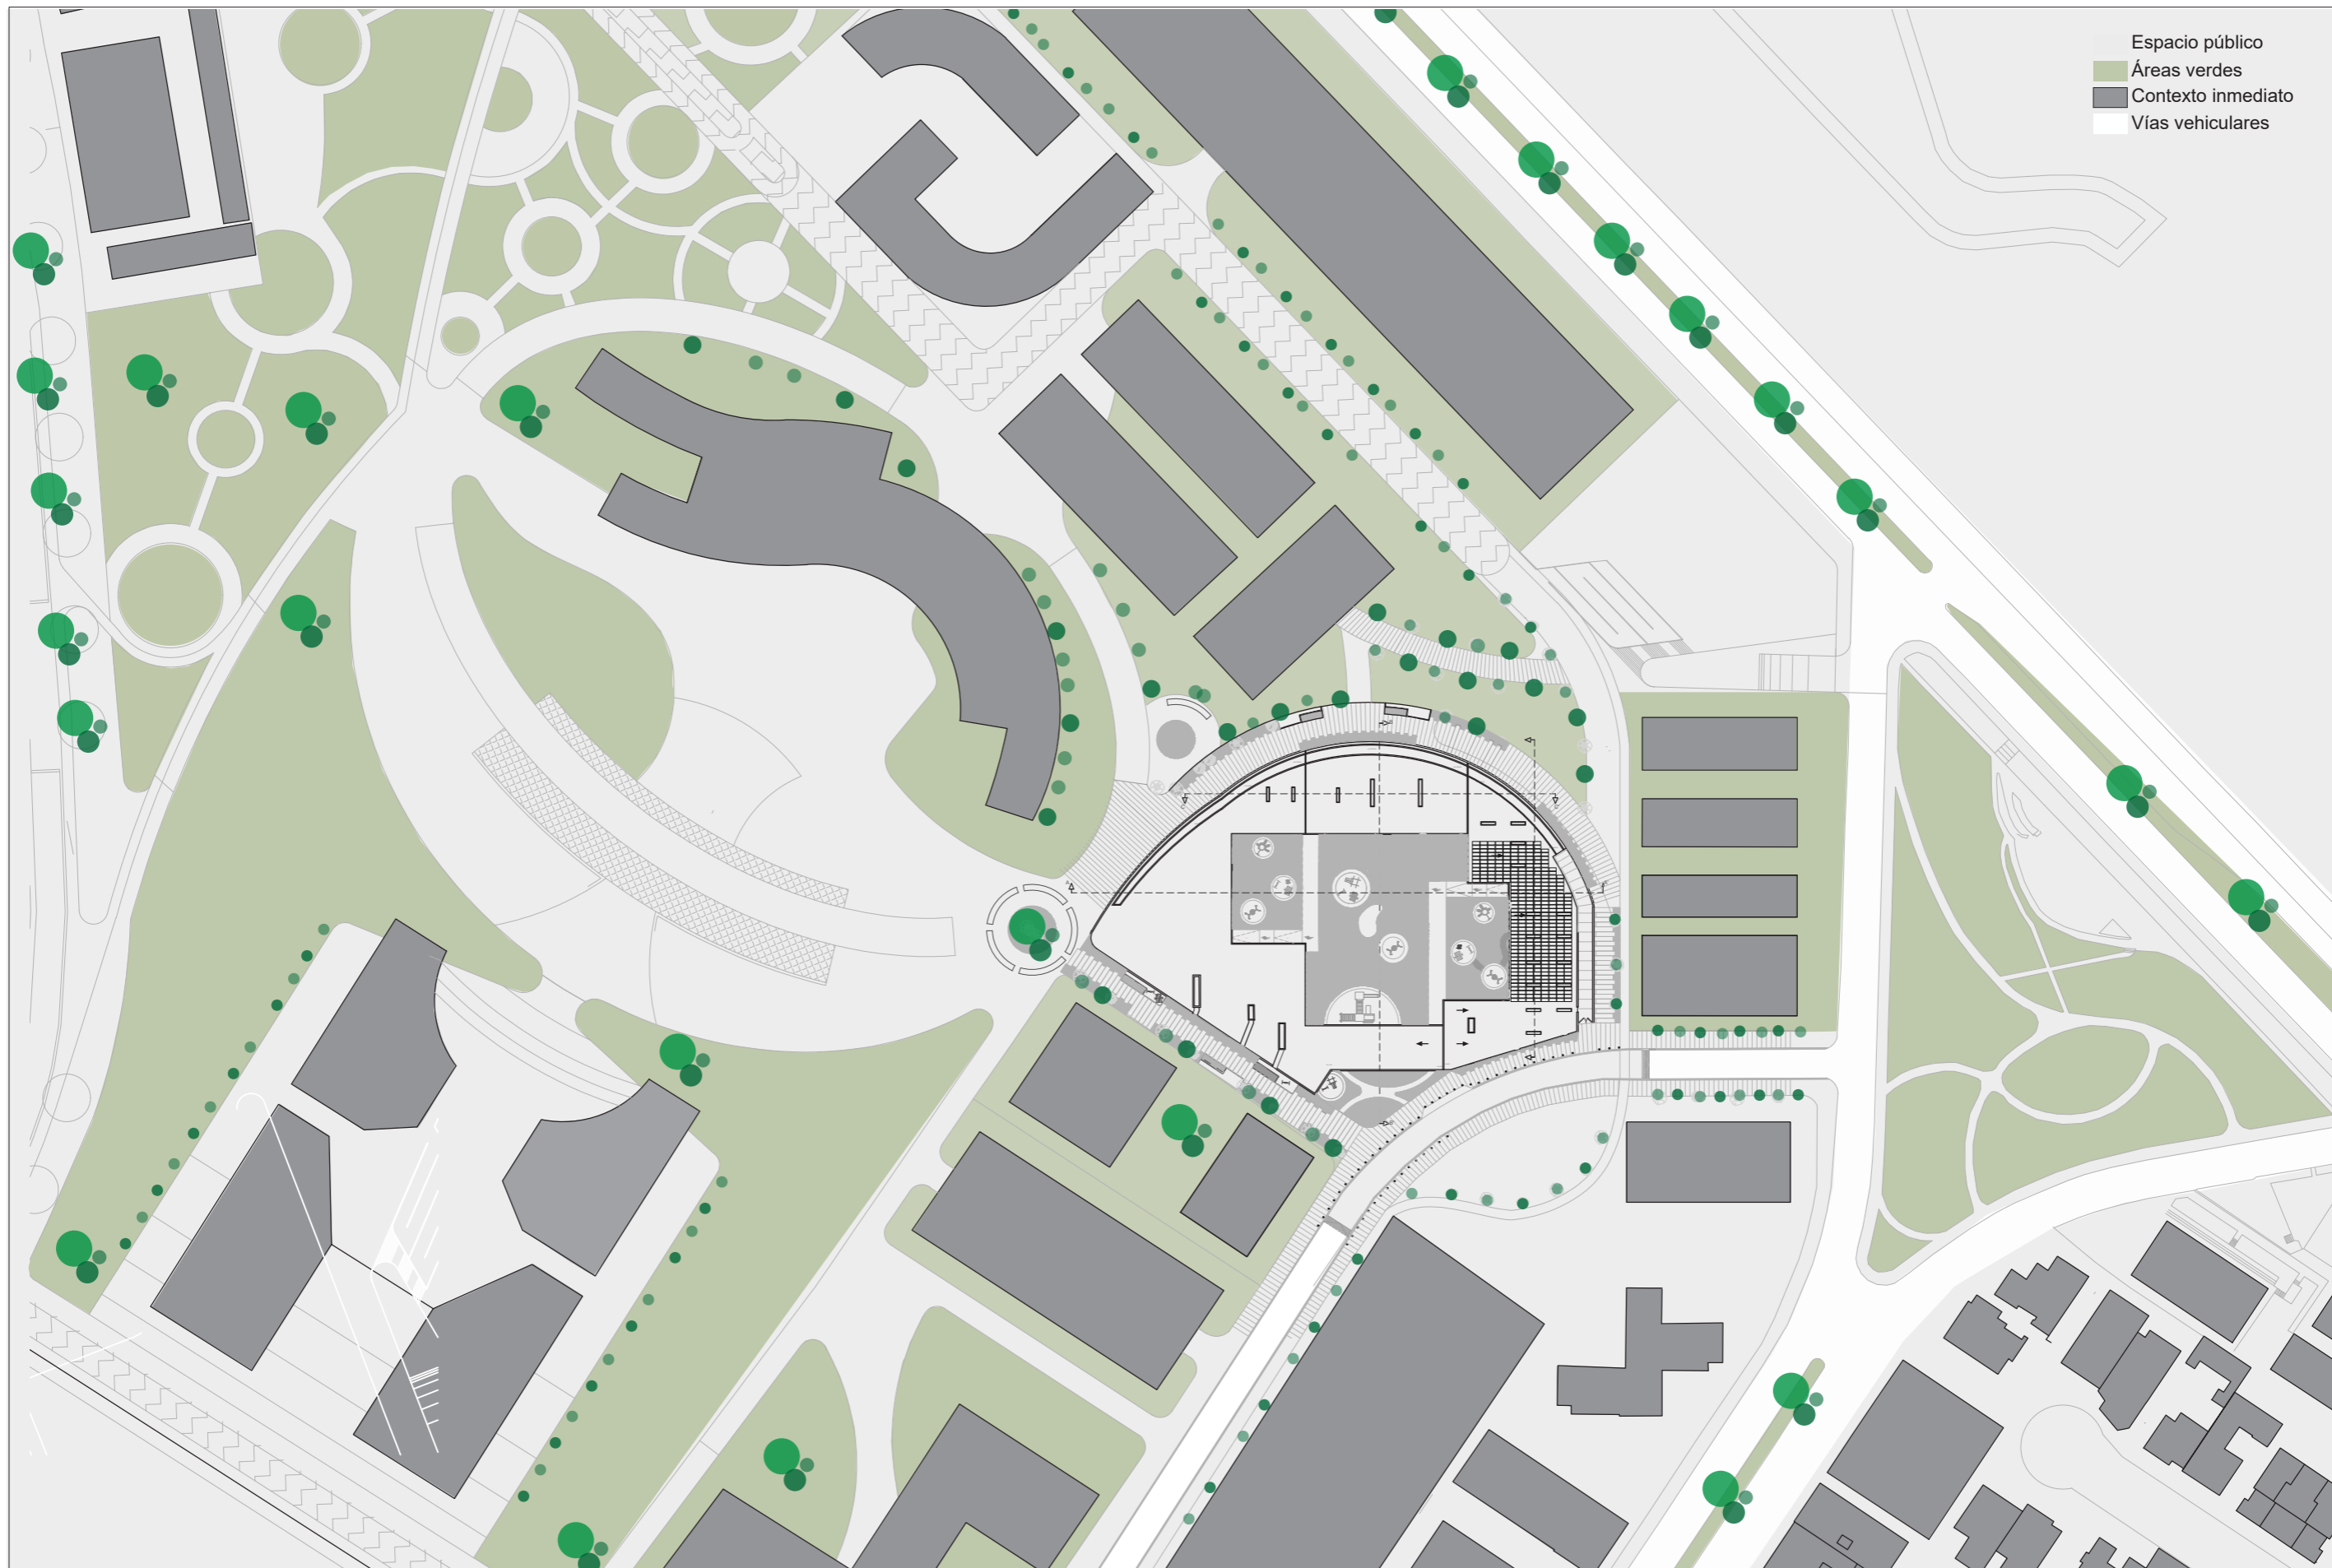 Espacio público
Áreas verdes
Contexto inmediato
Vías vehiculares